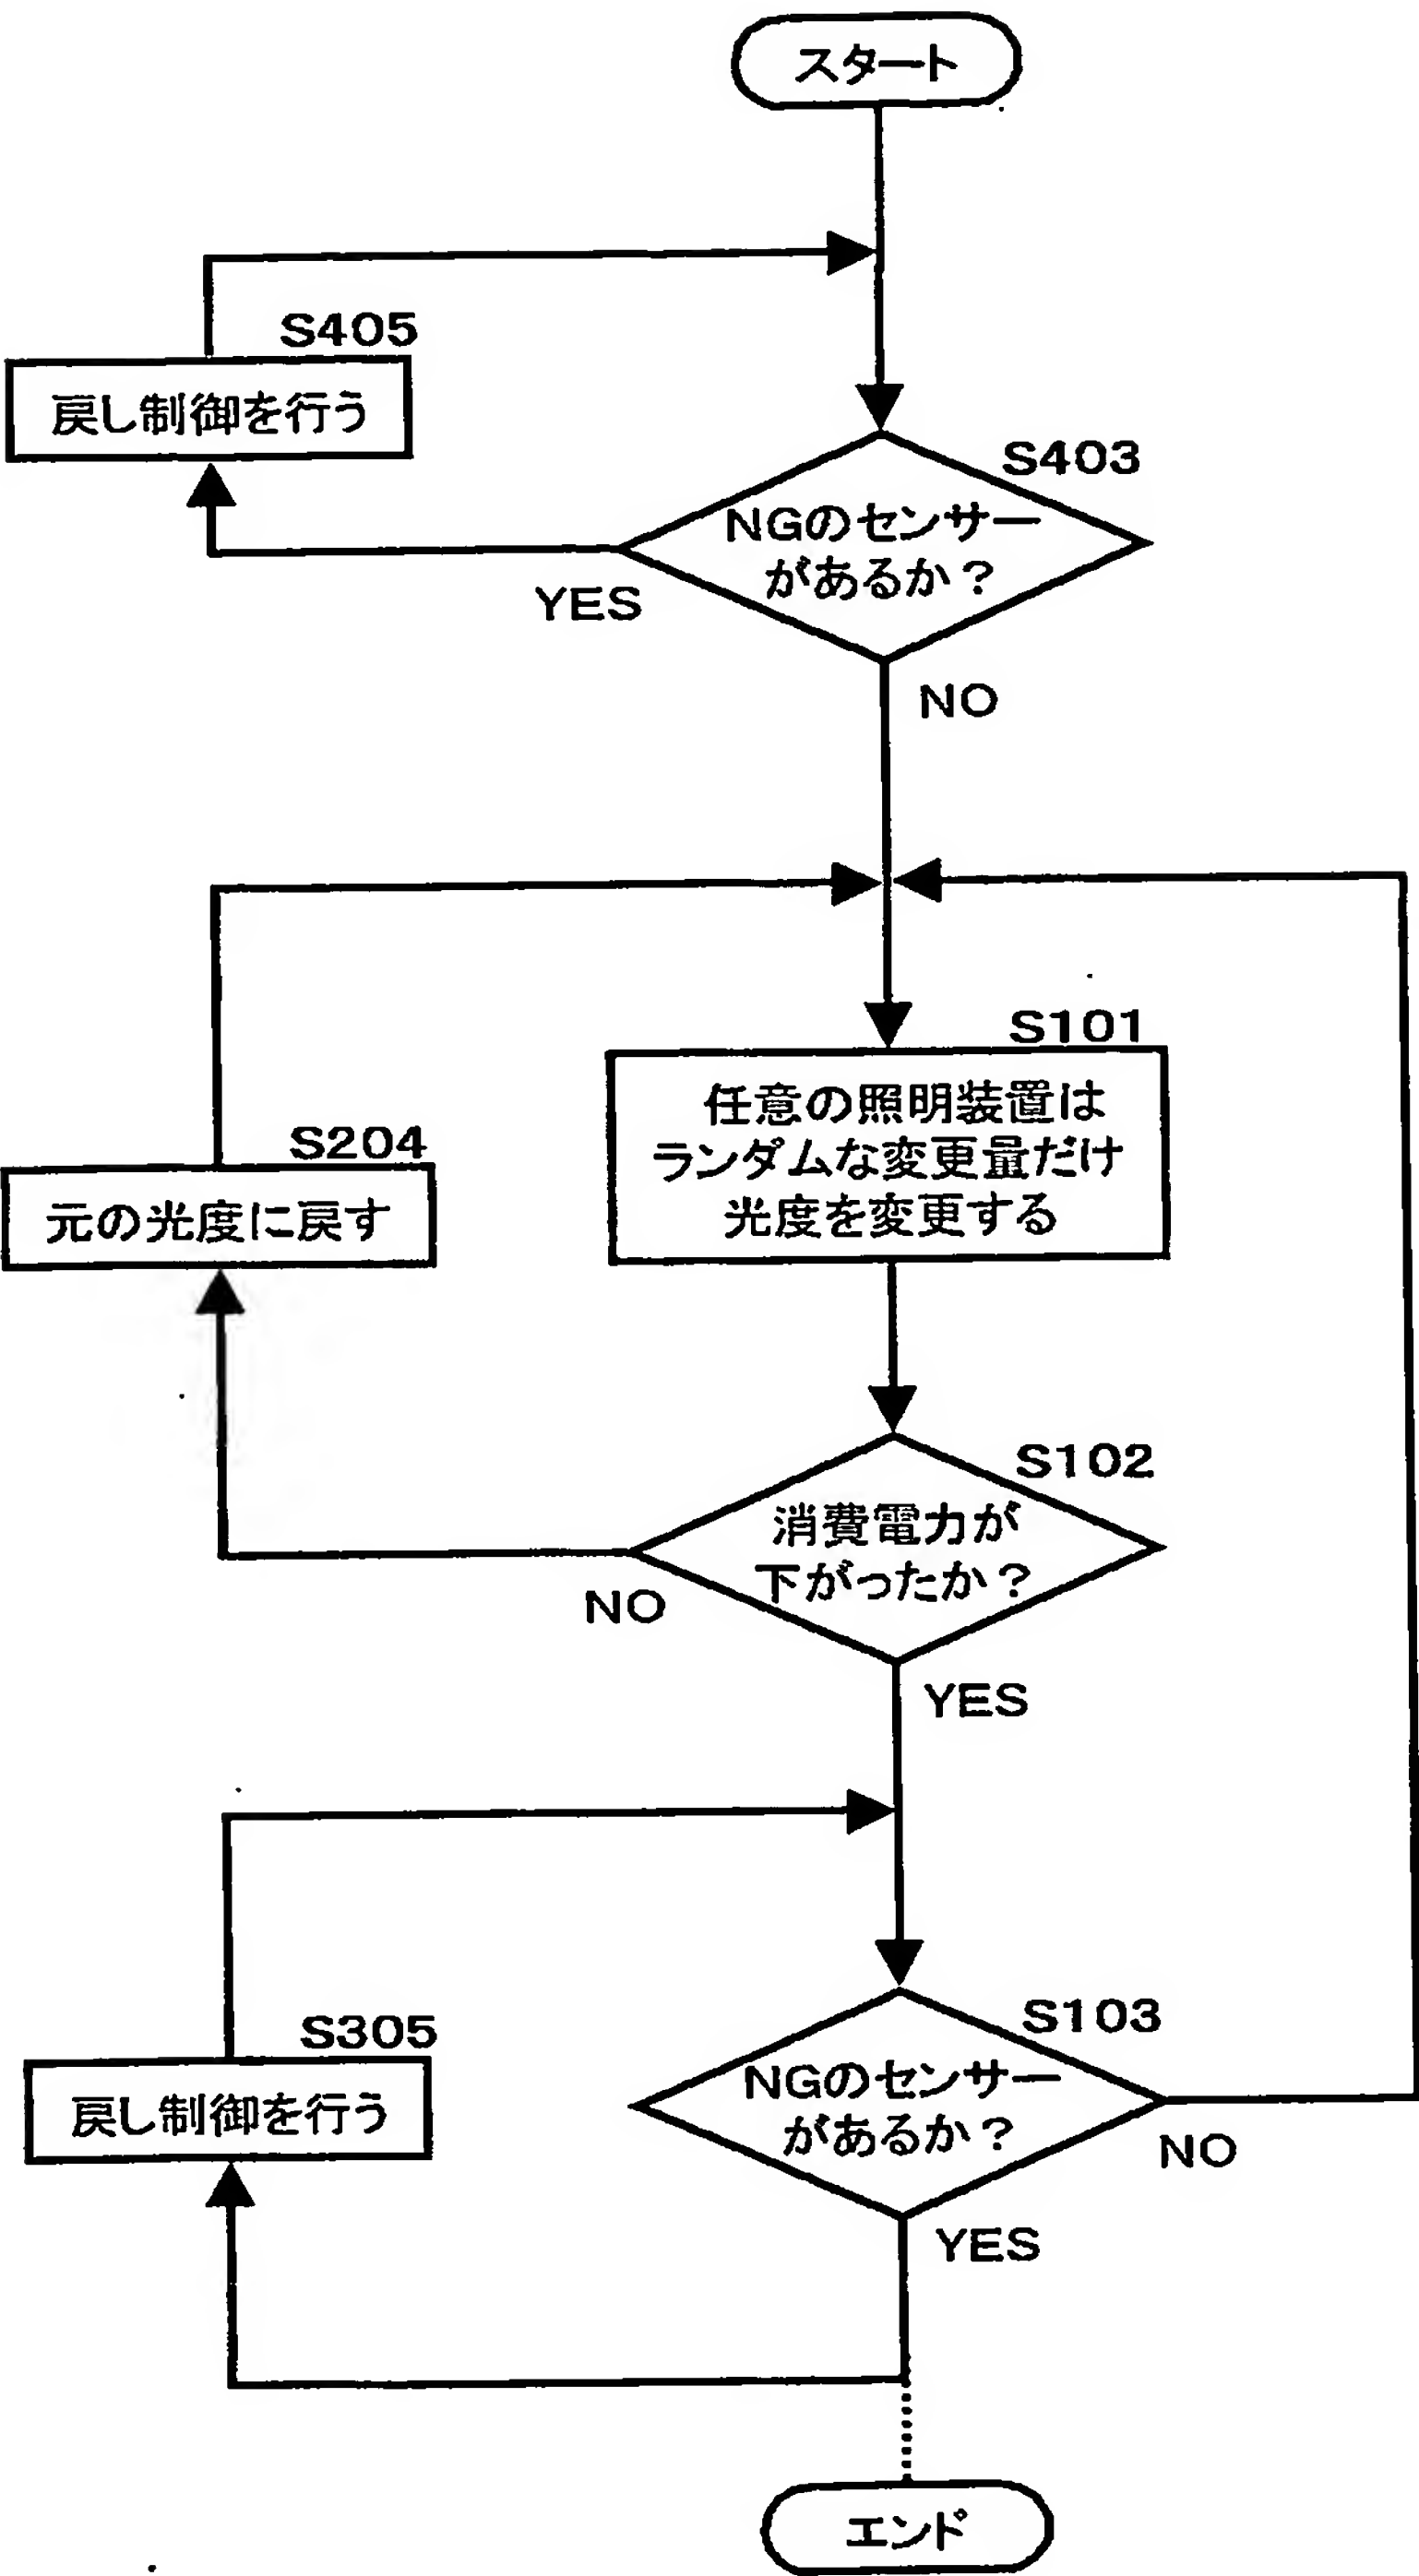 スタート
S405
戻し制御を行う
S403
NGのセンサー
があるか？
YES
NO
S101
任意の照明装置は
ランダムな変更量だけ
光度を変更する
S204
元の光度に戻す
S102
消費電力が
下がったか？
NO
YES
S305
戻し制御を行う
S103
NGのセンサー
があるか？
NO
YES
エンド